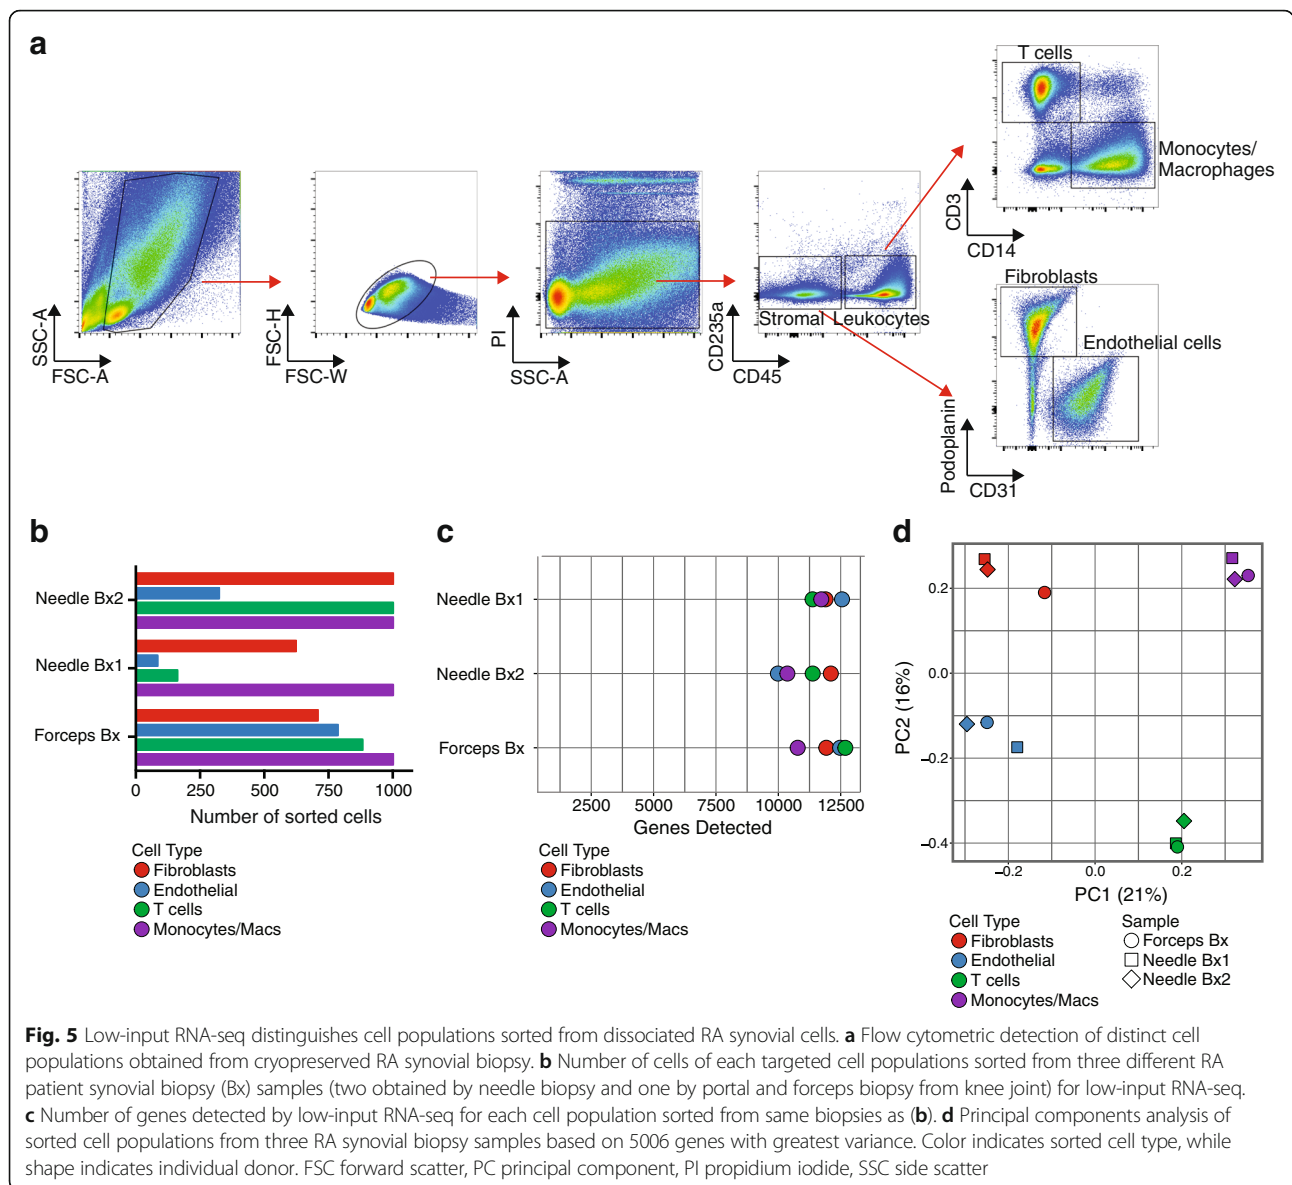 a
SSC-A
FSC-A
FSC-H
FSC-W
PI
SSC-A
CD235a
CD45
Stromal
Leukocytes
T cells
Monocytes/
Macrophages
CD3
CD14
Fibroblasts
Endothelial cells
Podoplanin
CD31
b
Needle Bx2
Needle Bx1
Forceps Bx
0 250 500 750 1000
Number of sorted cells
Cell Type
Fibroblasts
Endothelial
T cells
Monocytes/Macs
c
Needle Bx1
Needle Bx2
Forceps Bx
2500 5000 7500 10000 12500
Genes Detected
Cell Type
Fibroblasts
Endothelial
T cells
Monocytes/Macs
d
PC2 (16%)
0.2
0.0
−0.2
−0.4
−0.2 0.0 0.2
PC1 (21%)
Cell Type
Fibroblasts
Endothelial
T cells
Monocytes/Macs
Sample
Forceps Bx
Needle Bx1
Needle Bx2
Fig. 5 Low-input RNA-seq distinguishes cell populations sorted from dissociated RA synovial cells. a Flow cytometric detection of distinct cell
populations obtained from cryopreserved RA synovial biopsy. b Number of cells of each targeted cell populations sorted from three different RA
patient synovial biopsy (Bx) samples (two obtained by needle biopsy and one by portal and forceps biopsy from knee joint) for low-input RNA-seq.
c Number of genes detected by low-input RNA-seq for each cell population sorted from same biopsies as (b). d Principal components analysis of
sorted cell populations from three RA synovial biopsy samples based on 5006 genes with greatest variance. Color indicates sorted cell type, while
shape indicates individual donor. FSC forward scatter, PC principal component, PI propidium iodide, SSC side scatter